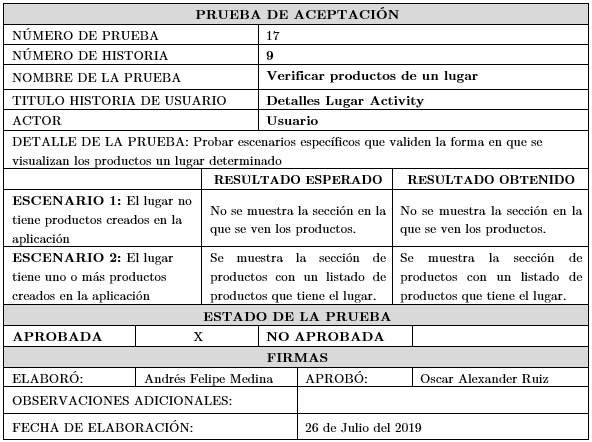 PRUEBA DE ACEPTACIÓN
NÚMERO DE PRUEBA 17
NÚMERO DE HISTORIA 9
NOMBRE DE LA PRUEBA Verificar productos de un lugar
TITULO HISTORIA DE USUARIO Detalles Lugar Activity
ACTOR Usuario
DETALLE DE LA PRUEBA: Probar escenarios específicos que validen la forma en que se
visualizan los productos un lugar determinado
RESULTADO ESPERADO RESULTADO OBTENIDO
ESCENARIO 1: El lugar no
tiene productos creados en la
aplicación
No se muestra la sección en la
que se ven los productos.
No se muestra la sección en la
que se ven los productos.
ESCENARIO 2: El lugar
tiene uno o más productos
creados en la aplicación
Se muestra la sección de
productos con un listado de
productos que tiene el lugar.
Se muestra la sección de
productos con un listado de
productos que tiene el lugar.
ESTADO DE LA PRUEBA
APROBADA X NO APROBADA
FIRMAS
ELABORÓ: Andrés Felipe Medina APROBÓ: Oscar Alexander Ruiz
OBSERVACIONES ADICIONALES:
FECHA DE ELABORACIÓN: 26 de Julio del 2019